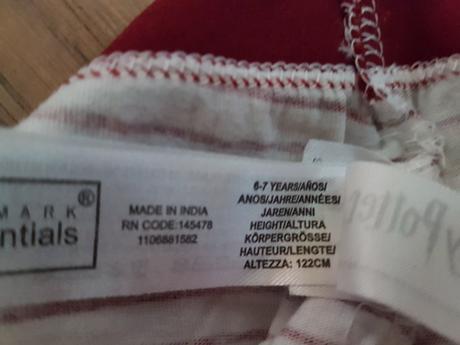 MARK®
ntials
MADE IN INDIA
RN CODE:145478
1106881582
6-7 YEARS/AÑOS/
ANOS/JAHRE/ANNÉES/
JAREN/ANNI
HEIGHT/ALTURA
KÖRPERGRÖSSE/
HAUTEUR/LENGTE/
ALTEZZA: 122CM